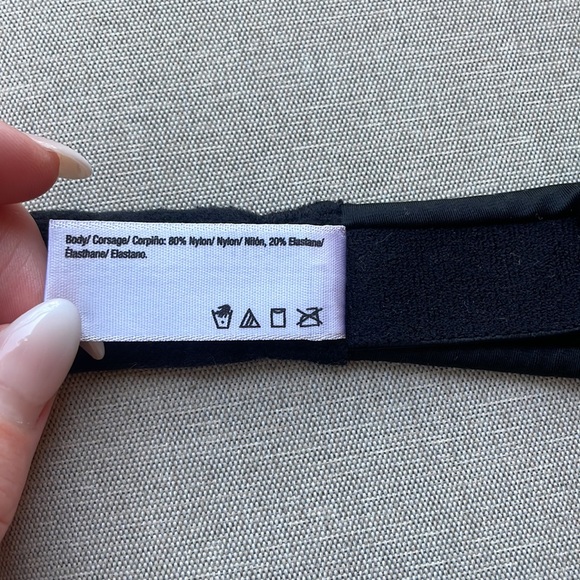 Body/ Corsage/ Corpiño: 80% Nylon/ Nylon/ Nilón, 20% Elastane/
Élasthane/ Elastano.